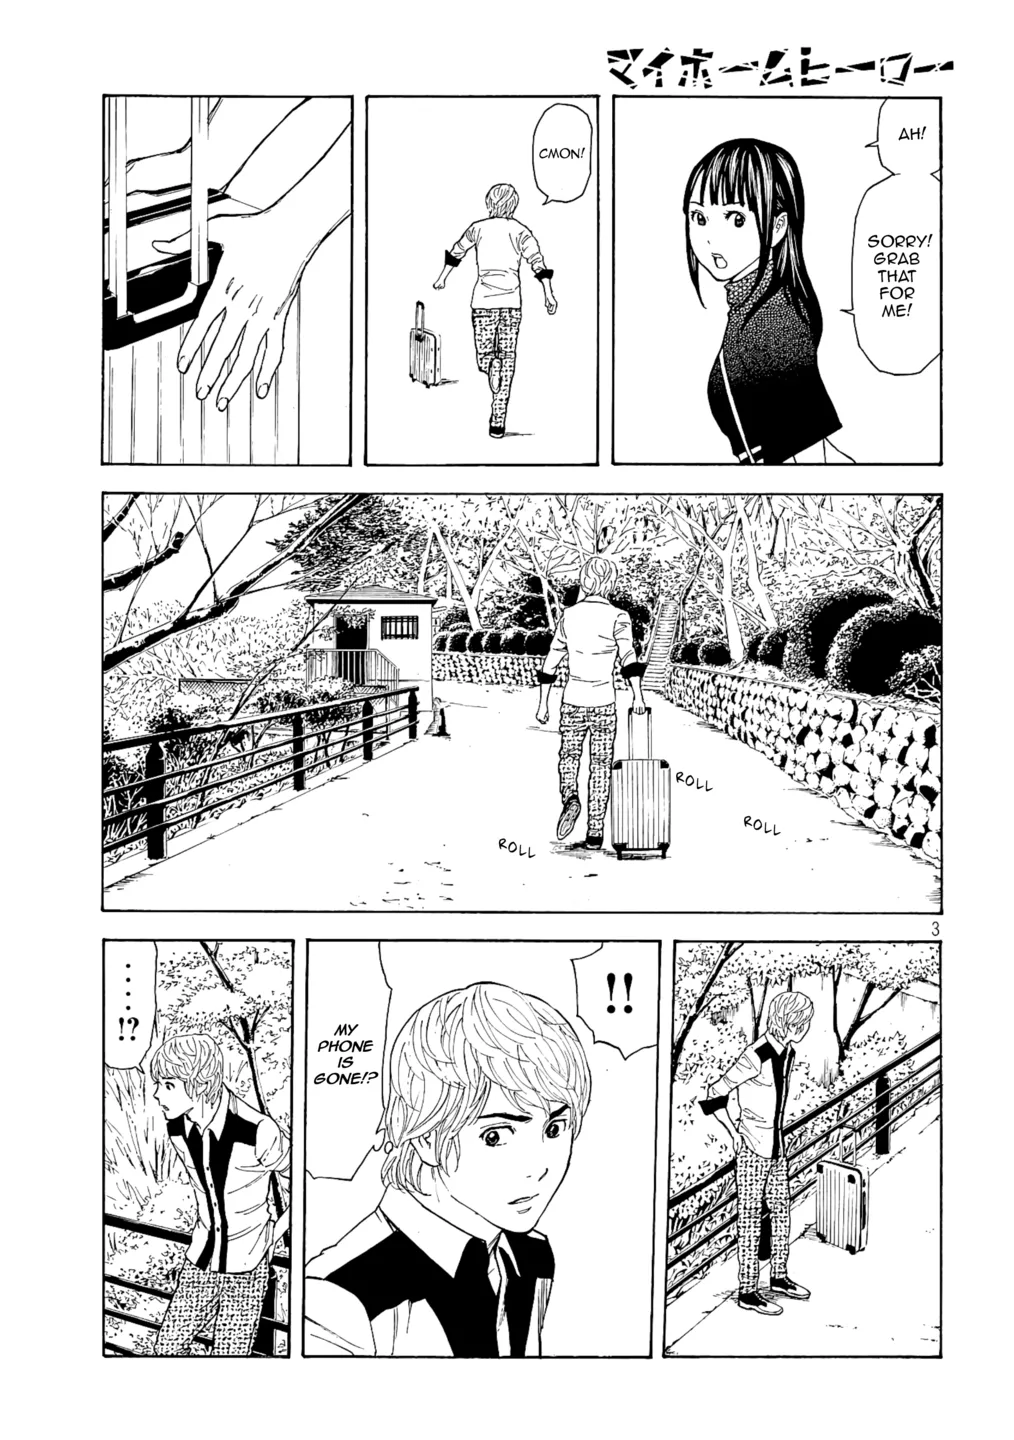 マイホームヒーロー
AH!
SORRY!
GRAB
THAT
FOR
ME!
CMON!
ROLL
ROLL
ROLL
3
!!
MY
PHONE
IS
GONE!?
.....!?